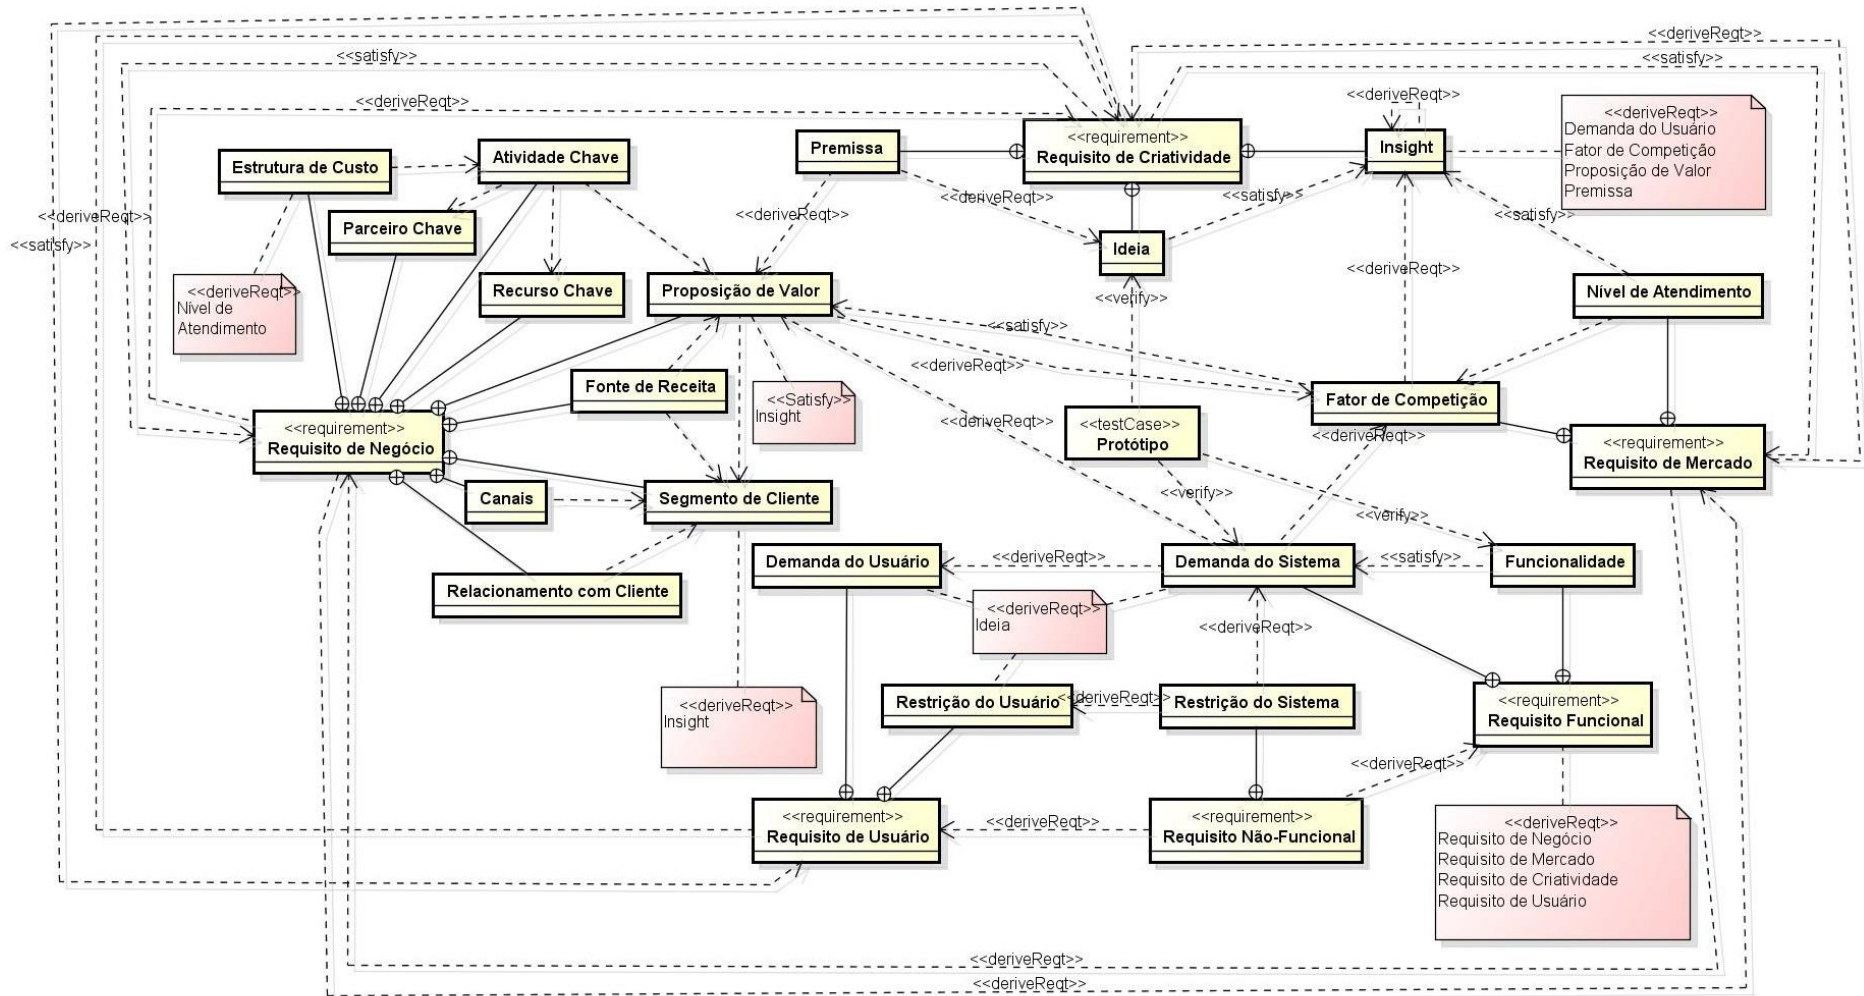 <<deriveReqt>>
<<satisfy>>
<<satisfy>>
<<deriveReqt>>
<<deriveReqt>>
<<deriveReqt>>
Demanda do Usuário
Fator de Competição
Proposição de Valor
Premissa
<<requirement>>
Requisito de Criatividade
Premissa
Insight
Atividade Chave
Estrutura de Custo
<<deriveReqt>>
<<satisfy>>
<<deriveReqt>>
<<satisfy>>
<<deriveReqt>>
<<satisfy>>
Parceiro Chave
Ideia
<<deriveReqt>>
<<deriveReqt>>
Nível de
Atendimento
Recurso Chave
Proposição de Valor
<<verify>>
Nível de Atendimento
<<satisfy>>
<<deriveReqt>>
Fonte de Receita
<<Satisfy>>
Insight
Fator de Competição
<<deriveReqt>>
<<testCase>>
Protótipo
<<deriveReqt>>
<<requirement>>
Requisito de Negócio
<<requirement>>
Requisito de Mercado
Canais
Segmento de Cliente
<<verify>>
<<verify>>
Demanda do Usuário
<<deriveReqt>>
Demanda do Sistema
<<satisfy>>
Funcionalidade
Relacionamento com Cliente
<<deriveReqt>>
Ideia
<<deriveReqt>>
<<deriveReqt>>
Insight
Restrição do Usuário
<<deriveReqt>>
Restrição do Sistema
<<requirement>>
Requisito Funcional
<<deriveReqt>>
<<requirement>>
Requisito de Usuário
<<deriveReqt>>
<<requirement>>
Requisito Não-Funcional
<<deriveReqt>>
Requisito de Negócio
Requisito de Mercado
Requisito de Criatividade
Requisito de Usuário
<<deriveReqt>>
<<deriveReqt>>